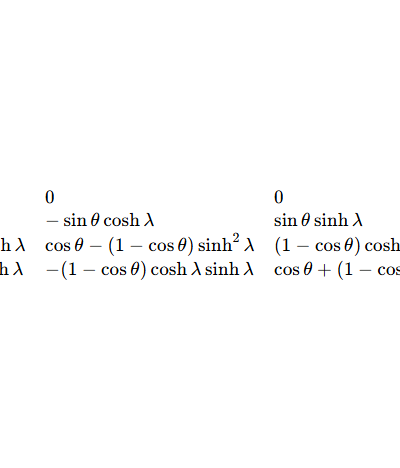 0 0
− sin θ cosh λ sin θ sinh λ
h λ cos θ − (1 − cos θ) sinh² λ (1 − cos θ) cosh
h λ −(1 − cos θ) cosh λ sinh λ cos θ + (1 − cos